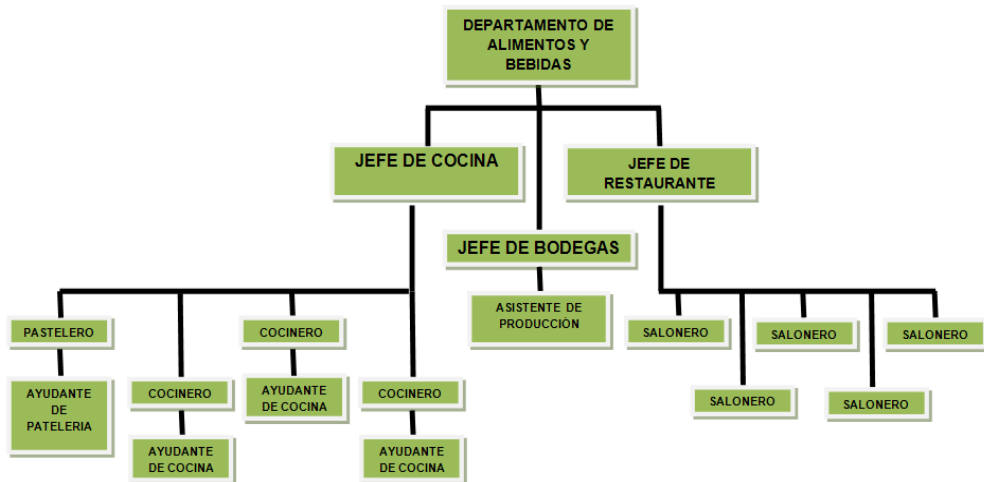 DEPARTAMENTO DE
ALIMENTOS Y
BEBIDAS
JEFE DE COCINA
JEFE DE
RESTAURANTE
JEFE DE BODEGAS
ASISTENTE DE
PRODUCCIÒN
PASTELERO
COCINERO
SALONERO
SALONERO
SALONERO
AYUDANTE
DE
PATELERIA
COCINERO
AYUDANTE
DE COCINA
COCINERO
SALONERO
SALONERO
AYUDANTE
DE COCINA
AYUDANTE
DE COCINA